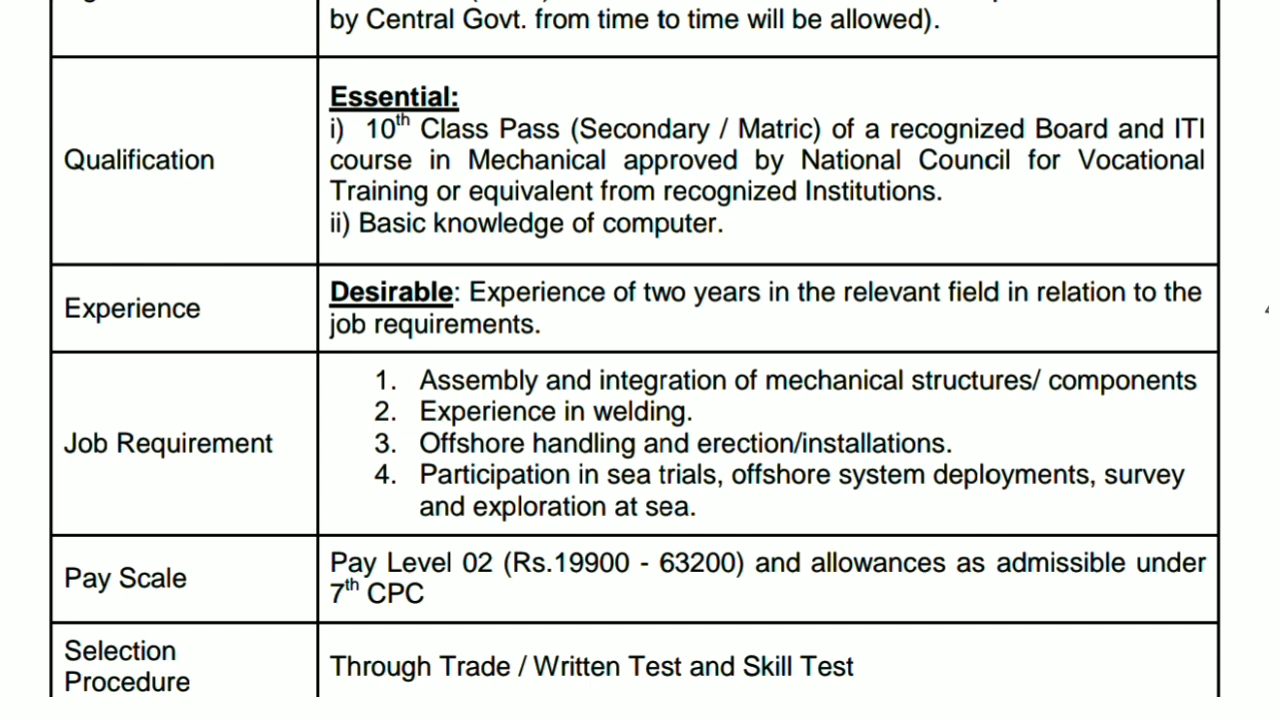 by Central Govt. from time to time will be allowed).
Qualification
Essential:
i) 10th Class Pass (Secondary / Matric) of a recognized Board and ITI
course in Mechanical approved by National Council for Vocational
Training or equivalent from recognized Institutions.
ii) Basic knowledge of computer.
Experience
Desirable: Experience of two years in the relevant field in relation to the
job requirements.
Job Requirement
1. Assembly and integration of mechanical structures/ components
2. Experience in welding.
3. Offshore handling and erection/installations.
4. Participation in sea trials, offshore system deployments, survey
and exploration at sea.
Pay Scale
Pay Level 02 (Rs.19900 - 63200) and allowances as admissible under
7th CPC
Selection
Procedure
Through Trade / Written Test and Skill Test